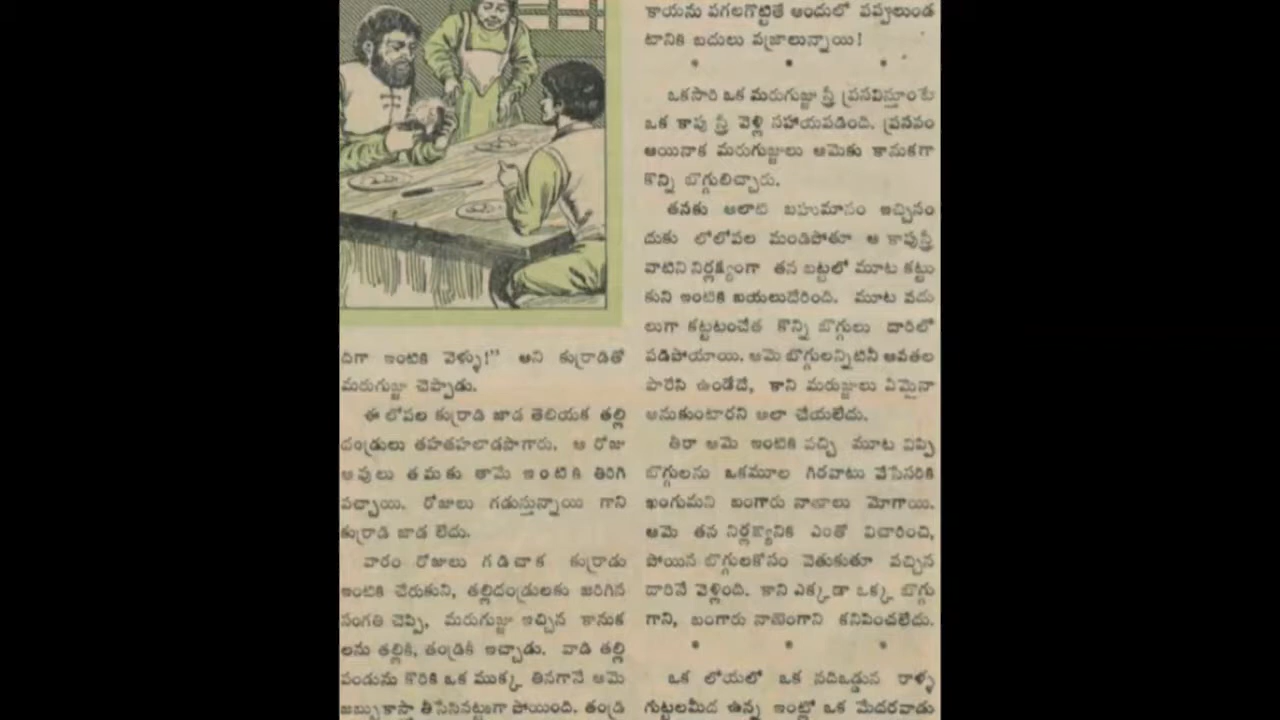 దిగా ఇంటికి వెళ్ళు!" అని కుర్రాడితో
మరుగుజ్జూ చెప్పాడు.
ఈ లోపల కుర్రాడి జాడ తెలియక తల్లి
దండ్రులు తహతహలాడపాగారు. ఆ రోజు
ఆవులు తమకు తామే ఇంటికి తిరిగి
వచ్చాయి. రోజులు గడుస్తున్నాయి గాని
కుర్రాడి జాడ లేదు.
వారం రోజులు గడిచాక కుర్రాడు
ఇంటికి చేరుకుని, తల్లిదండ్రులకు జరిగిన
సంగతి చెప్పి, మరుగుజ్జూ ఇచ్చిన కానుక
లను తల్లికి, తండ్రికీ ఇచ్చాడు. వాడి తల్లి
పండును కొరికి ఒక ముక్క తినగానే ఆమె
జబ్బుకాస్తా తీసేసినట్టుగా పోయింది. తండ్రి
కాయను పగలగొట్టితే అందులో పప్పులుండ
టానికి బదులు వజ్రాలున్నాయి!
* * *
ఒకసారి ఒక మరుగుజ్జు స్త్రీ ప్రసవిస్తూంటే
ఒక కాపు స్త్రీ వెళ్లి సహాయపడింది. ప్రసవం
అయినాక మరుగుజ్జులు ఆమెకు కానుకగా
కొన్ని బొగ్గులిచ్చారు.
తనకు అలాటి బహుమానం ఇచ్చినం
దుకు లోలోపల మండిపోతూ ఆ కాపుస్త్రీ
వాటిని నిర్లక్ష్యంగా తన బట్టలో మూట కట్టు
కుని ఇంటికి బయలుదేరింది. మూట వదు
లుగా కట్టటంచేత కొన్ని బొగ్గులు దారిలో
పడిపోయాయి. ఆమె బొగ్గులన్నిటినీ అవతల
పారేసి ఉండేదే, కాని మరుజ్జులు ఏమైనా
అనుకుంటారని అలా చేయలేదు.
తీరా ఆమె ఇంటికి వచ్చి మూట విప్పి
బొగ్గులను ఒకమూల గిరవాటు వేసేసరికి
ఖంగుమని బంగారు నాణాలు మోగాయి.
ఆమె తన నిర్లక్ష్యానికి ఎంతో విచారించి,
పోయిన బొగ్గులకోసం వెతుకుతూ వచ్చిన
దారినే వెళ్లింది. కాని ఎక్కడా ఒక్క బొగ్గు
గాని, బంగారు నాణెంగాని కనిపించలేదు.
* * *
ఒక లోయలో ఒక నదిఒడ్డున రాళ్ళ
గుట్టలమీద ఉన్న ఇంట్లో ఒక మేదరవాడు